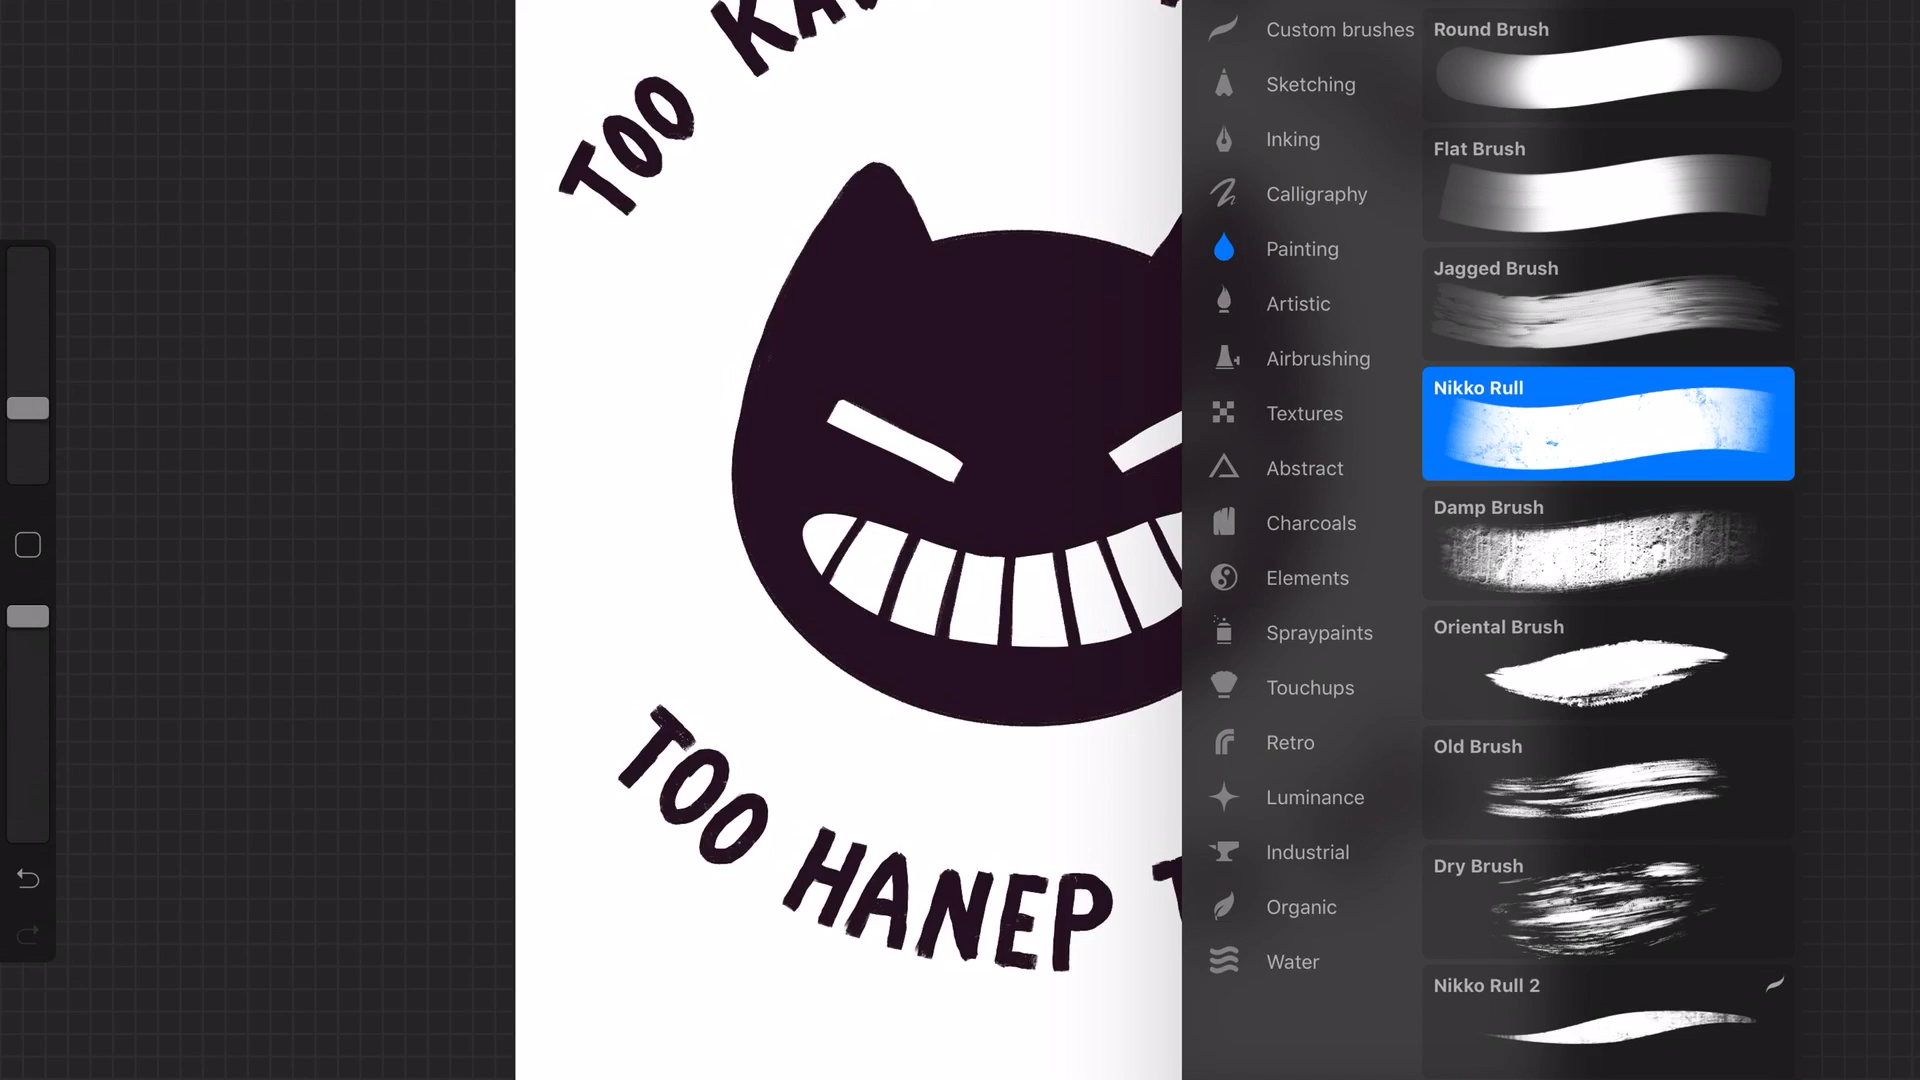 TOO
TOO HANEP
Custom brushes
Sketching
Inking
Calligraphy
Painting
Artistic
Airbrushing
Textures
Abstract
Charcoals
Elements
Spraypaints
Touchups
Retro
Luminance
Industrial
Organic
Water
Round Brush
Flat Brush
Jagged Brush
Nikko Rull
Damp Brush
Oriental Brush
Old Brush
Dry Brush
Nikko Rull 2